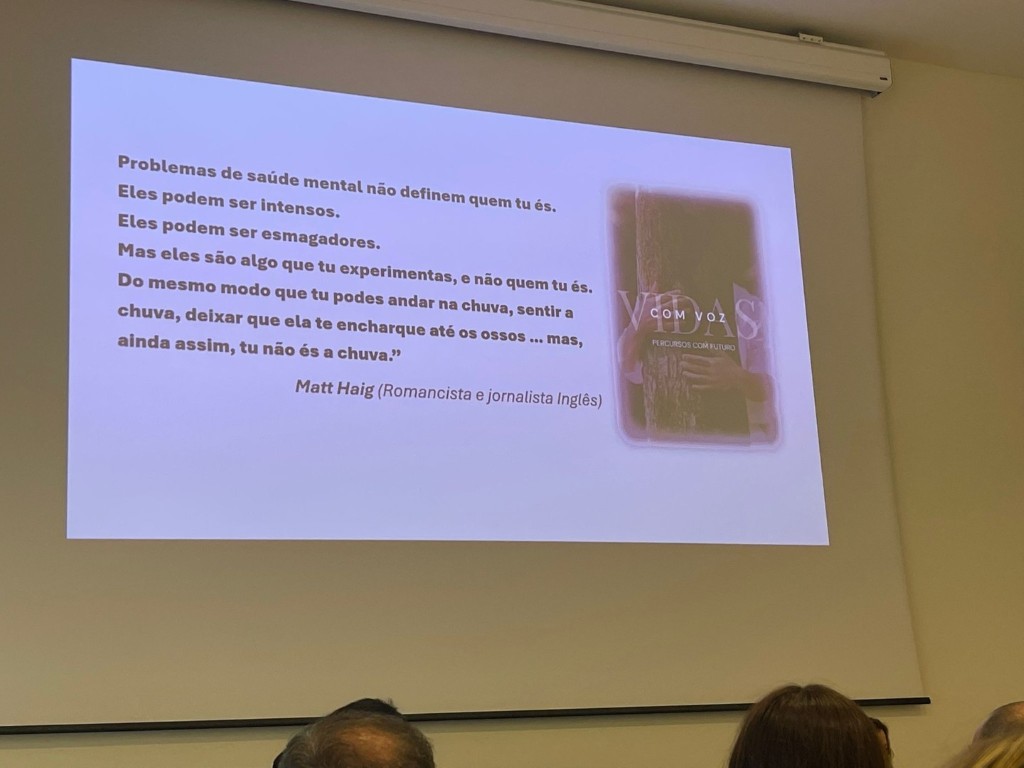 Problemas de saúde mental não definem quem tu és.
Eles podem ser intensos.
Eles podem ser esmagadores.
Mas eles são algo que tu experimentas, e não quem tu és.
Do mesmo modo que tu podes andar na chuva, sentir a
chuva, deixar que ela te encharque até os ossos ... mas,
ainda assim, tu não és a chuva.”
Matt Haig (Romancista e jornalista Inglês)
VIDAS
COM VOZ
PERCURSOS COM FUTURO